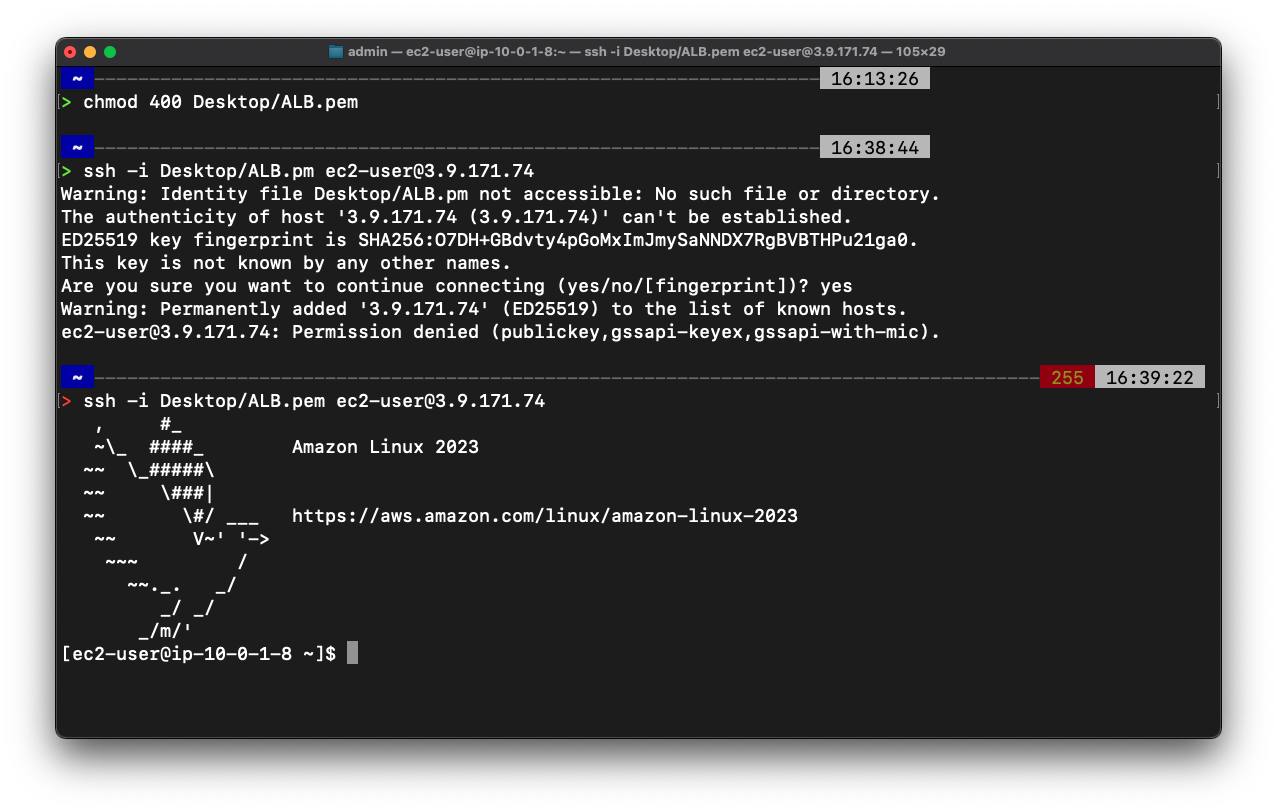 admin — ec2-user@ip-10-0-1-8:~ — ssh -i Desktop/ALB.pem ec2-user@3.9.171.74 — 105×29
~ 16:13:26
> chmod 400 Desktop/ALB.pem
~ 16:38:44
> ssh -i Desktop/ALB.pm ec2-user@3.9.171.74
Warning: Identity file Desktop/ALB.pm not accessible: No such file or directory.
The authenticity of host '3.9.171.74 (3.9.171.74)' can't be established.
ED25519 key fingerprint is SHA256:O7DH+GBdvty4pGoMxImJmySaNNDX7RgBVBTHPu21ga0.
This key is not known by any other names.
Are you sure you want to continue connecting (yes/no/[fingerprint])? yes
Warning: Permanently added '3.9.171.74' (ED25519) to the list of known hosts.
ec2-user@3.9.171.74: Permission denied (publickey,gssapi-keyex,gssapi-with-mic).
~ 255 16:39:22
> ssh -i Desktop/ALB.pem ec2-user@3.9.171.74
   ,     #_
   ~\_  ####_        Amazon Linux 2023
  ~~  \_#####\
  ~~     \###|
  ~~       \#/ ___   https://aws.amazon.com/linux/amazon-linux-2023
   ~~       V~' '->
    ~~~         /
      ~~._.   _/
         _/ _/
       _/m/'
[ec2-user@ip-10-0-1-8 ~]$